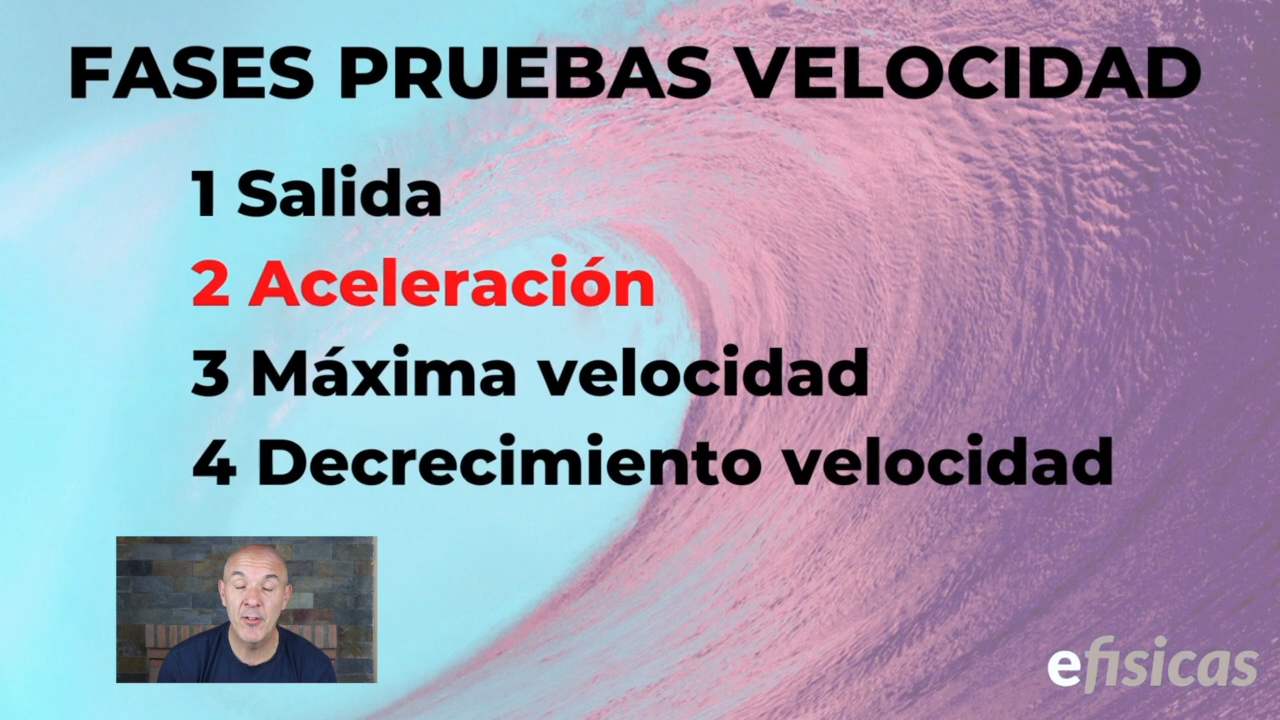 FASES PRUEBAS VELOCIDAD
1 Salida
2 Aceleración
3 Máxima velocidad
4 Decrecimiento velocidad
efisicas